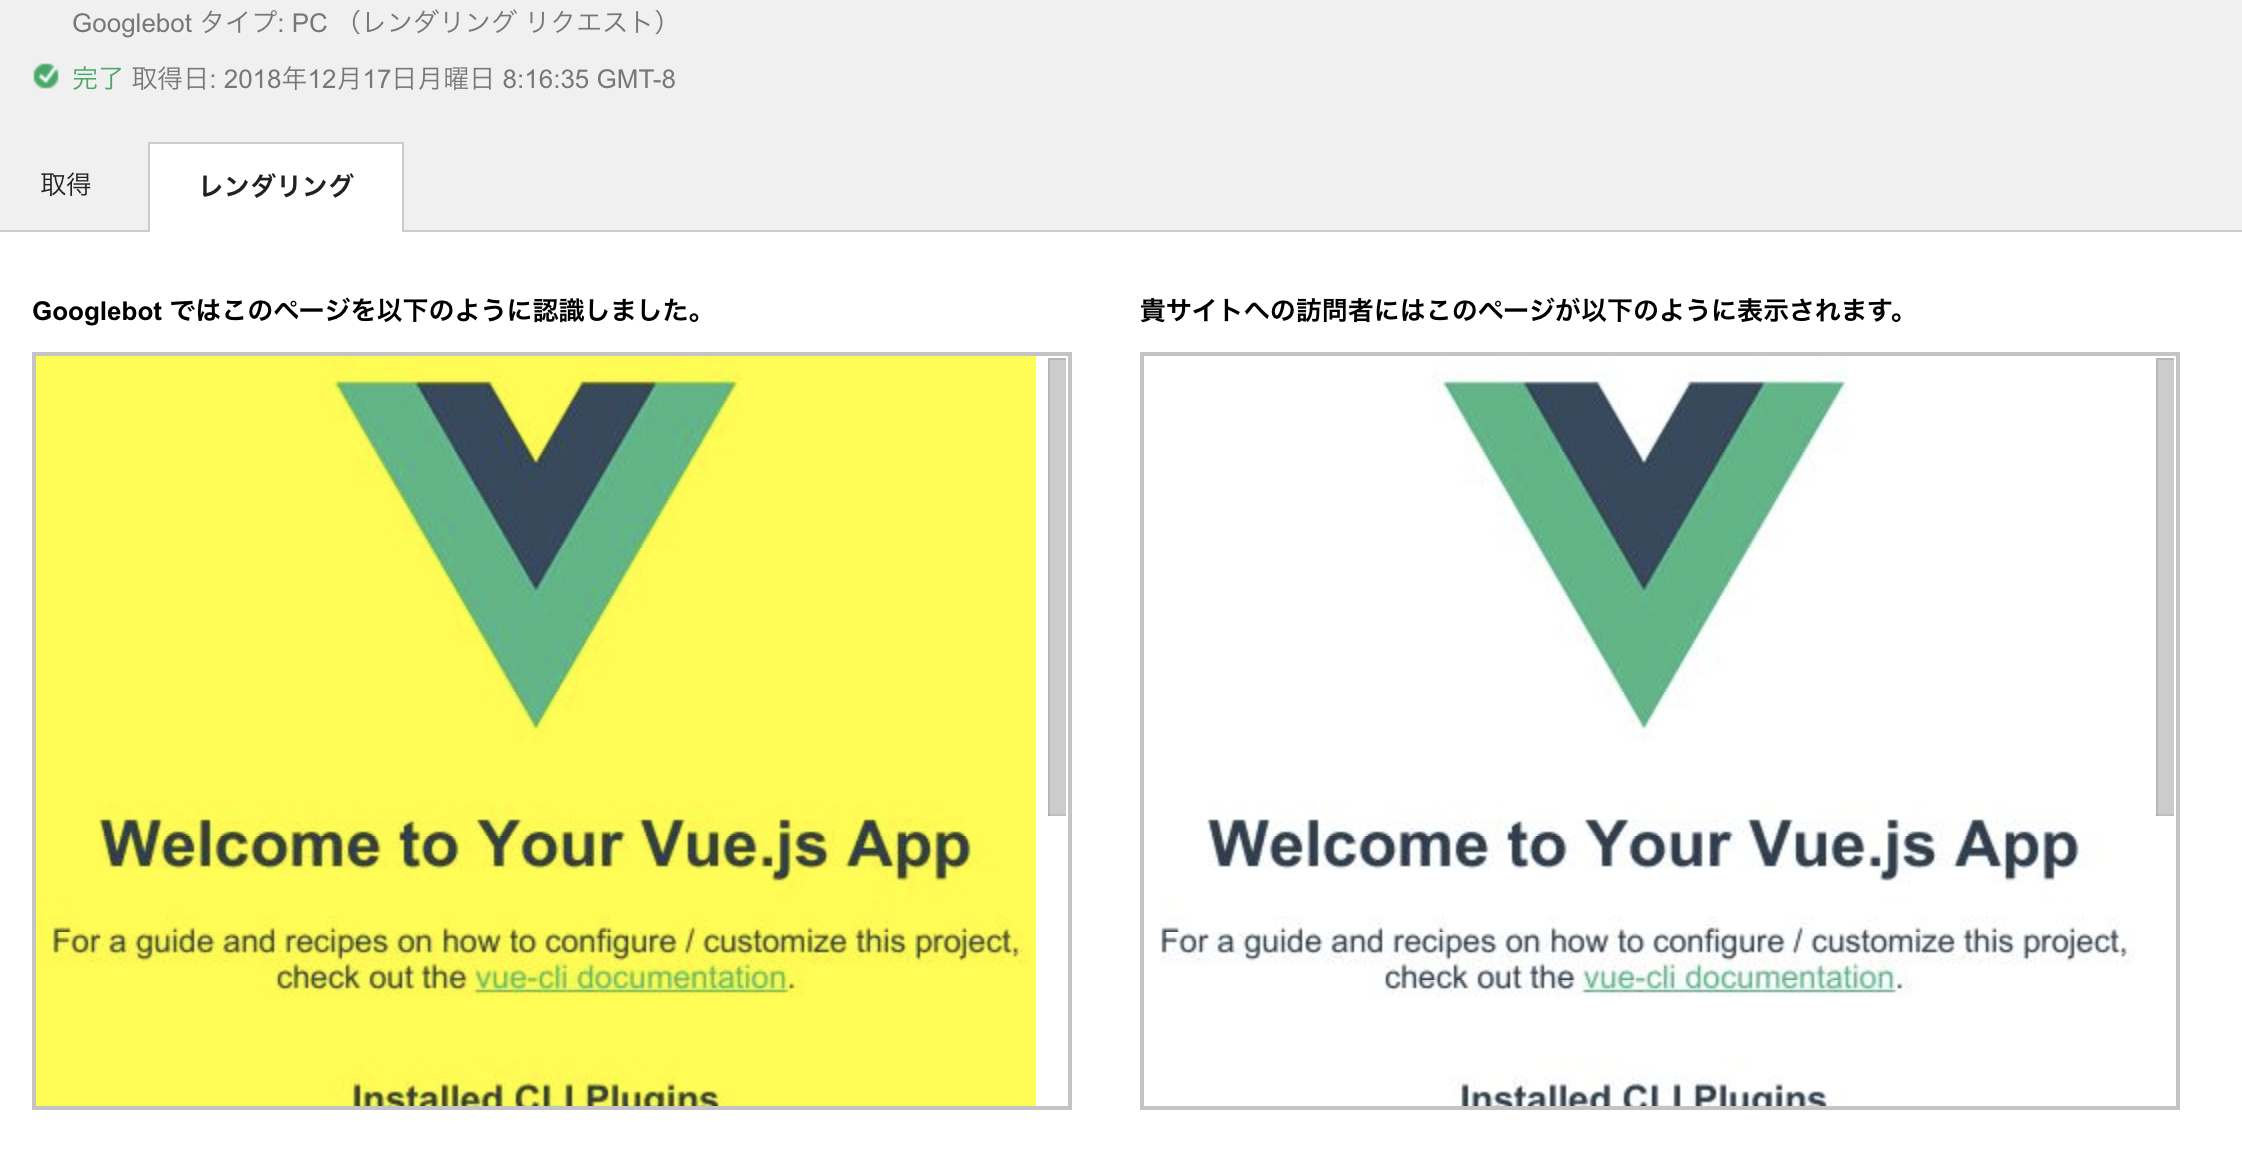 Googlebot タイプ: PC （レンダリング リクエスト）
完了 取得日: 2018年12月17日月曜日 8:16:35 GMT-8
取得
レンダリング
Googlebot ではこのページを以下のように認識しました。
Welcome to Your Vue.js App
For a guide and recipes on how to configure / customize this project,
check out the vue-cli documentation.
Installed CLI Plugins
貴サイトへの訪問者にはこのページが以下のように表示されます。
Welcome to Your Vue.js App
For a guide and recipes on how to configure / customize this project,
check out the vue-cli documentation.
Installed CLI Plugins